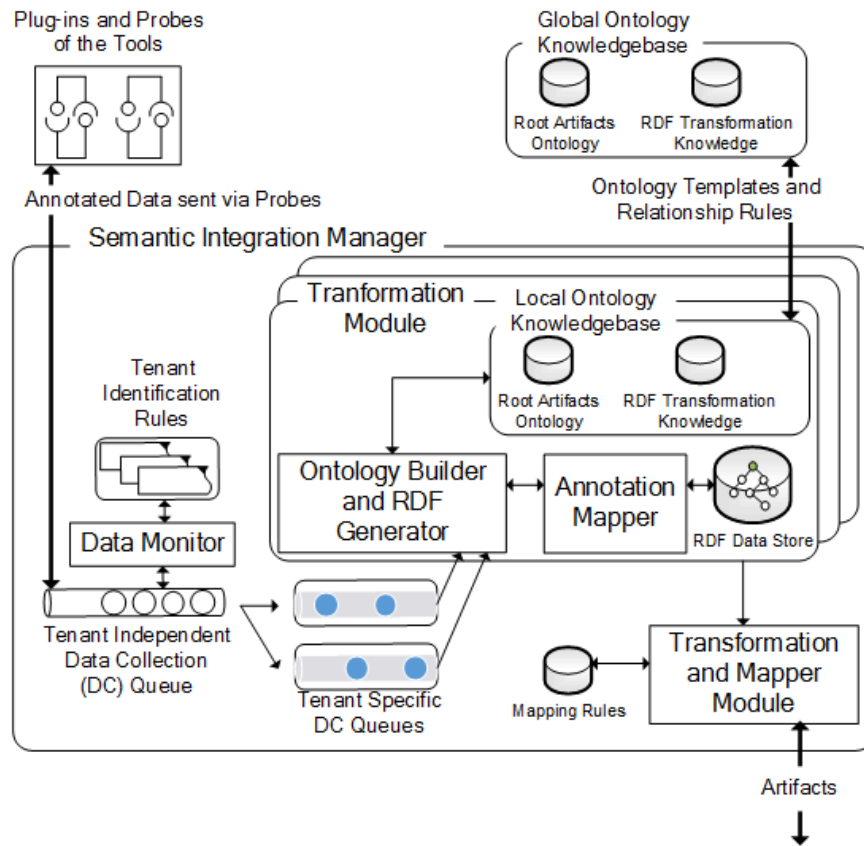 Plug-ins and Probes
of the Tools
Global Ontology
Knowledgebase
Root Artifacts
Ontology
RDF Transformation
Knowledge
Annotated Data sent via Probes
Ontology Templates and
Relationship Rules
Semantic Integration Manager
Tranformation
Module
Local Ontology
Knowledgebase
Root Artifacts
Ontology
RDF Transformation
Knowledge
Tenant
Identification
Rules
Ontology Builder
and RDF
Generator
Annotation
Mapper
RDF Data Store
Data Monitor
Tenant Independent
Data Collection
(DC) Queue
Tenant Specific
DC Queues
Mapping Rules
Transformation
and Mapper
Module
Artifacts